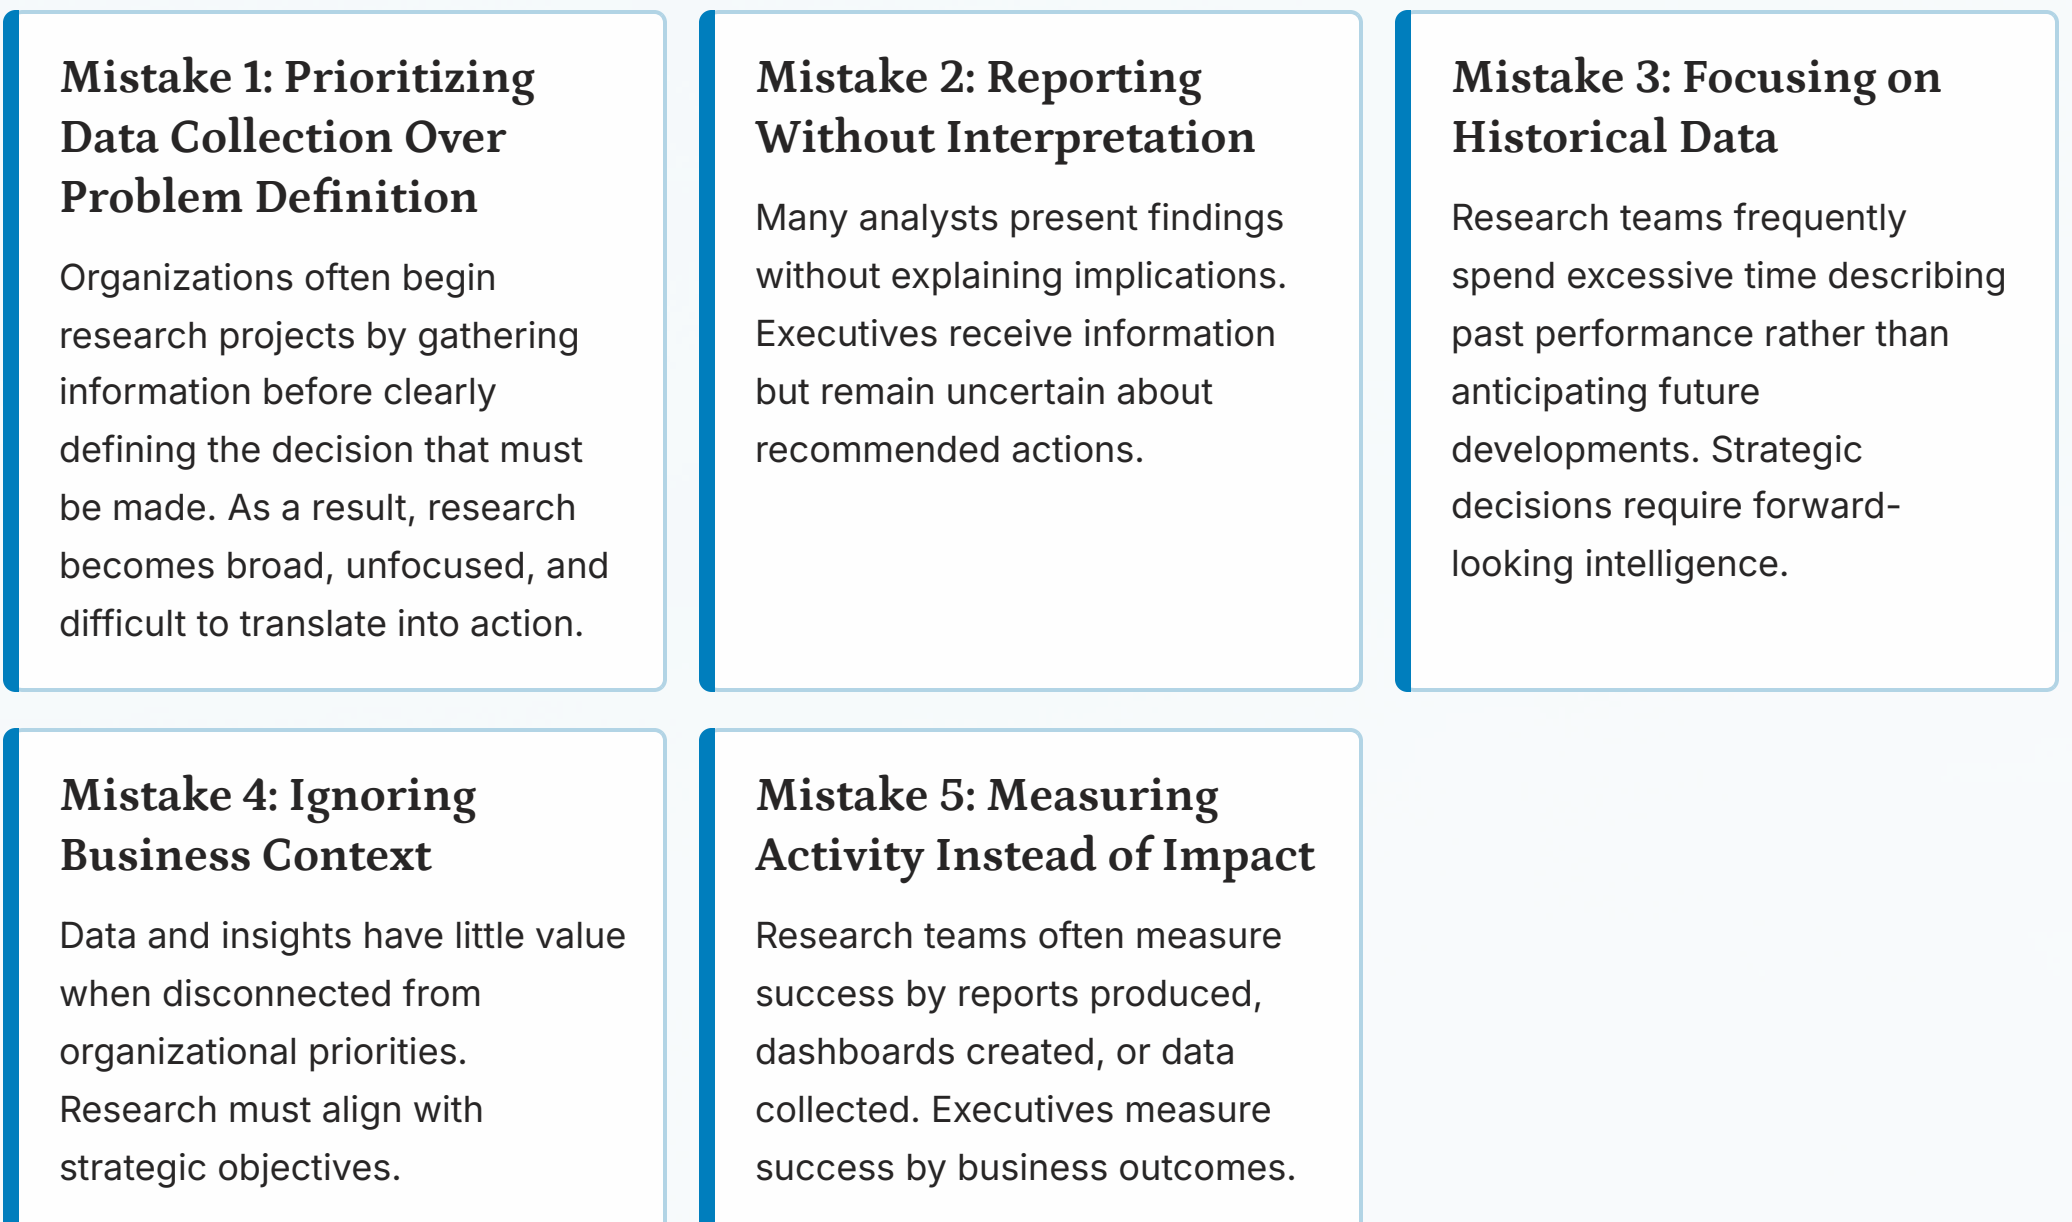 Mistake 1: Prioritizing
Data Collection Over
Problem Definition
Organizations often begin
research projects by gathering
information before clearly
defining the decision that must
be made. As a result, research
becomes broad, unfocused, and
difficult to translate into action.
Mistake 2: Reporting
Without Interpretation
Many analysts present findings
without explaining implications.
Executives receive information
but remain uncertain about
recommended actions.
Mistake 3: Focusing on
Historical Data
Research teams frequently
spend excessive time describing
past performance rather than
anticipating future
developments. Strategic
decisions require forward-
looking intelligence.
Mistake 4: Ignoring
Business Context
Data and insights have little value
when disconnected from
organizational priorities.
Research must align with
strategic objectives.
Mistake 5: Measuring
Activity Instead of Impact
Research teams often measure
success by reports produced,
dashboards created, or data
collected. Executives measure
success by business outcomes.